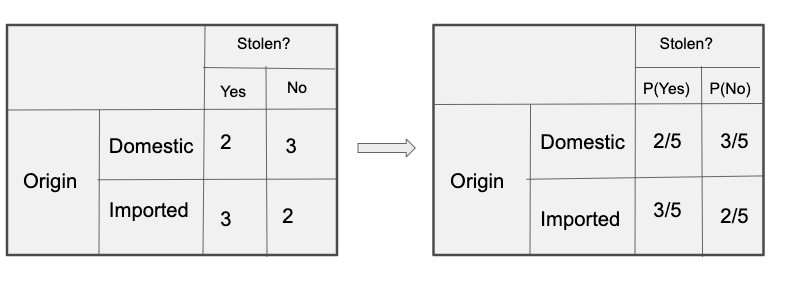 Stolen?
Yes No
Origin
Domestic 2 3
Imported 3 2
Stolen?
P(Yes) P(No)
Origin
Domestic 2/5 3/5
Imported 3/5 2/5